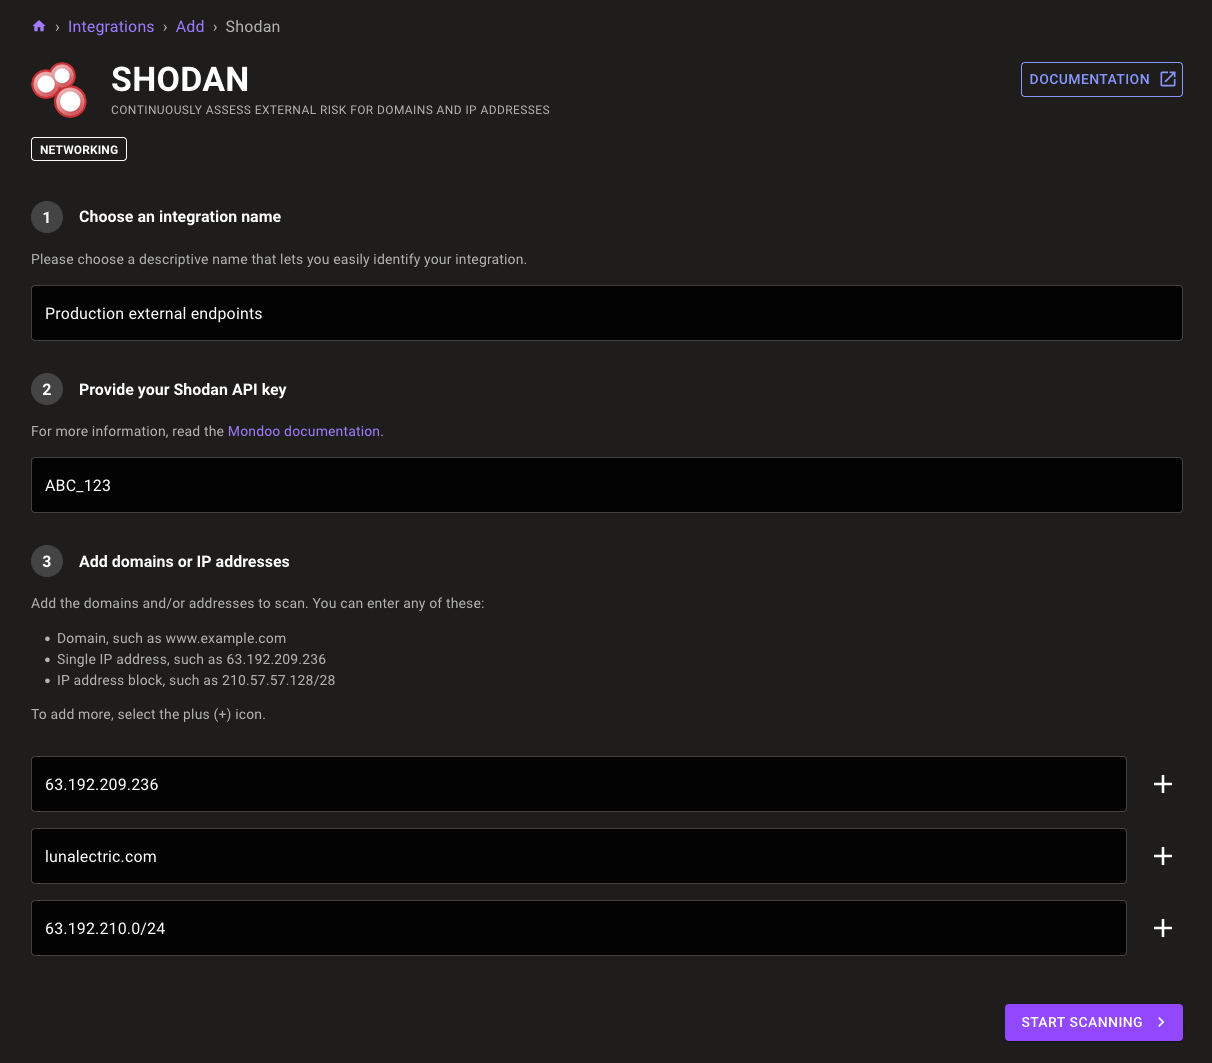 › Integrations › Add › Shodan
SHODAN
CONTINUOUSLY ASSESS EXTERNAL RISK FOR DOMAINS AND IP ADDRESSES
DOCUMENTATION
NETWORKING
1 Choose an integration name
Please choose a descriptive name that lets you easily identify your integration.
Production external endpoints
2 Provide your Shodan API key
For more information, read the Mondoo documentation.
ABC_123
3 Add domains or IP addresses
Add the domains and/or addresses to scan. You can enter any of these:
• Domain, such as www.example.com
• Single IP address, such as 63.192.209.236
• IP address block, such as 210.57.57.128/28
To add more, select the plus (+) icon.
63.192.209.236
lunalectric.com
63.192.210.0/24
START SCANNING